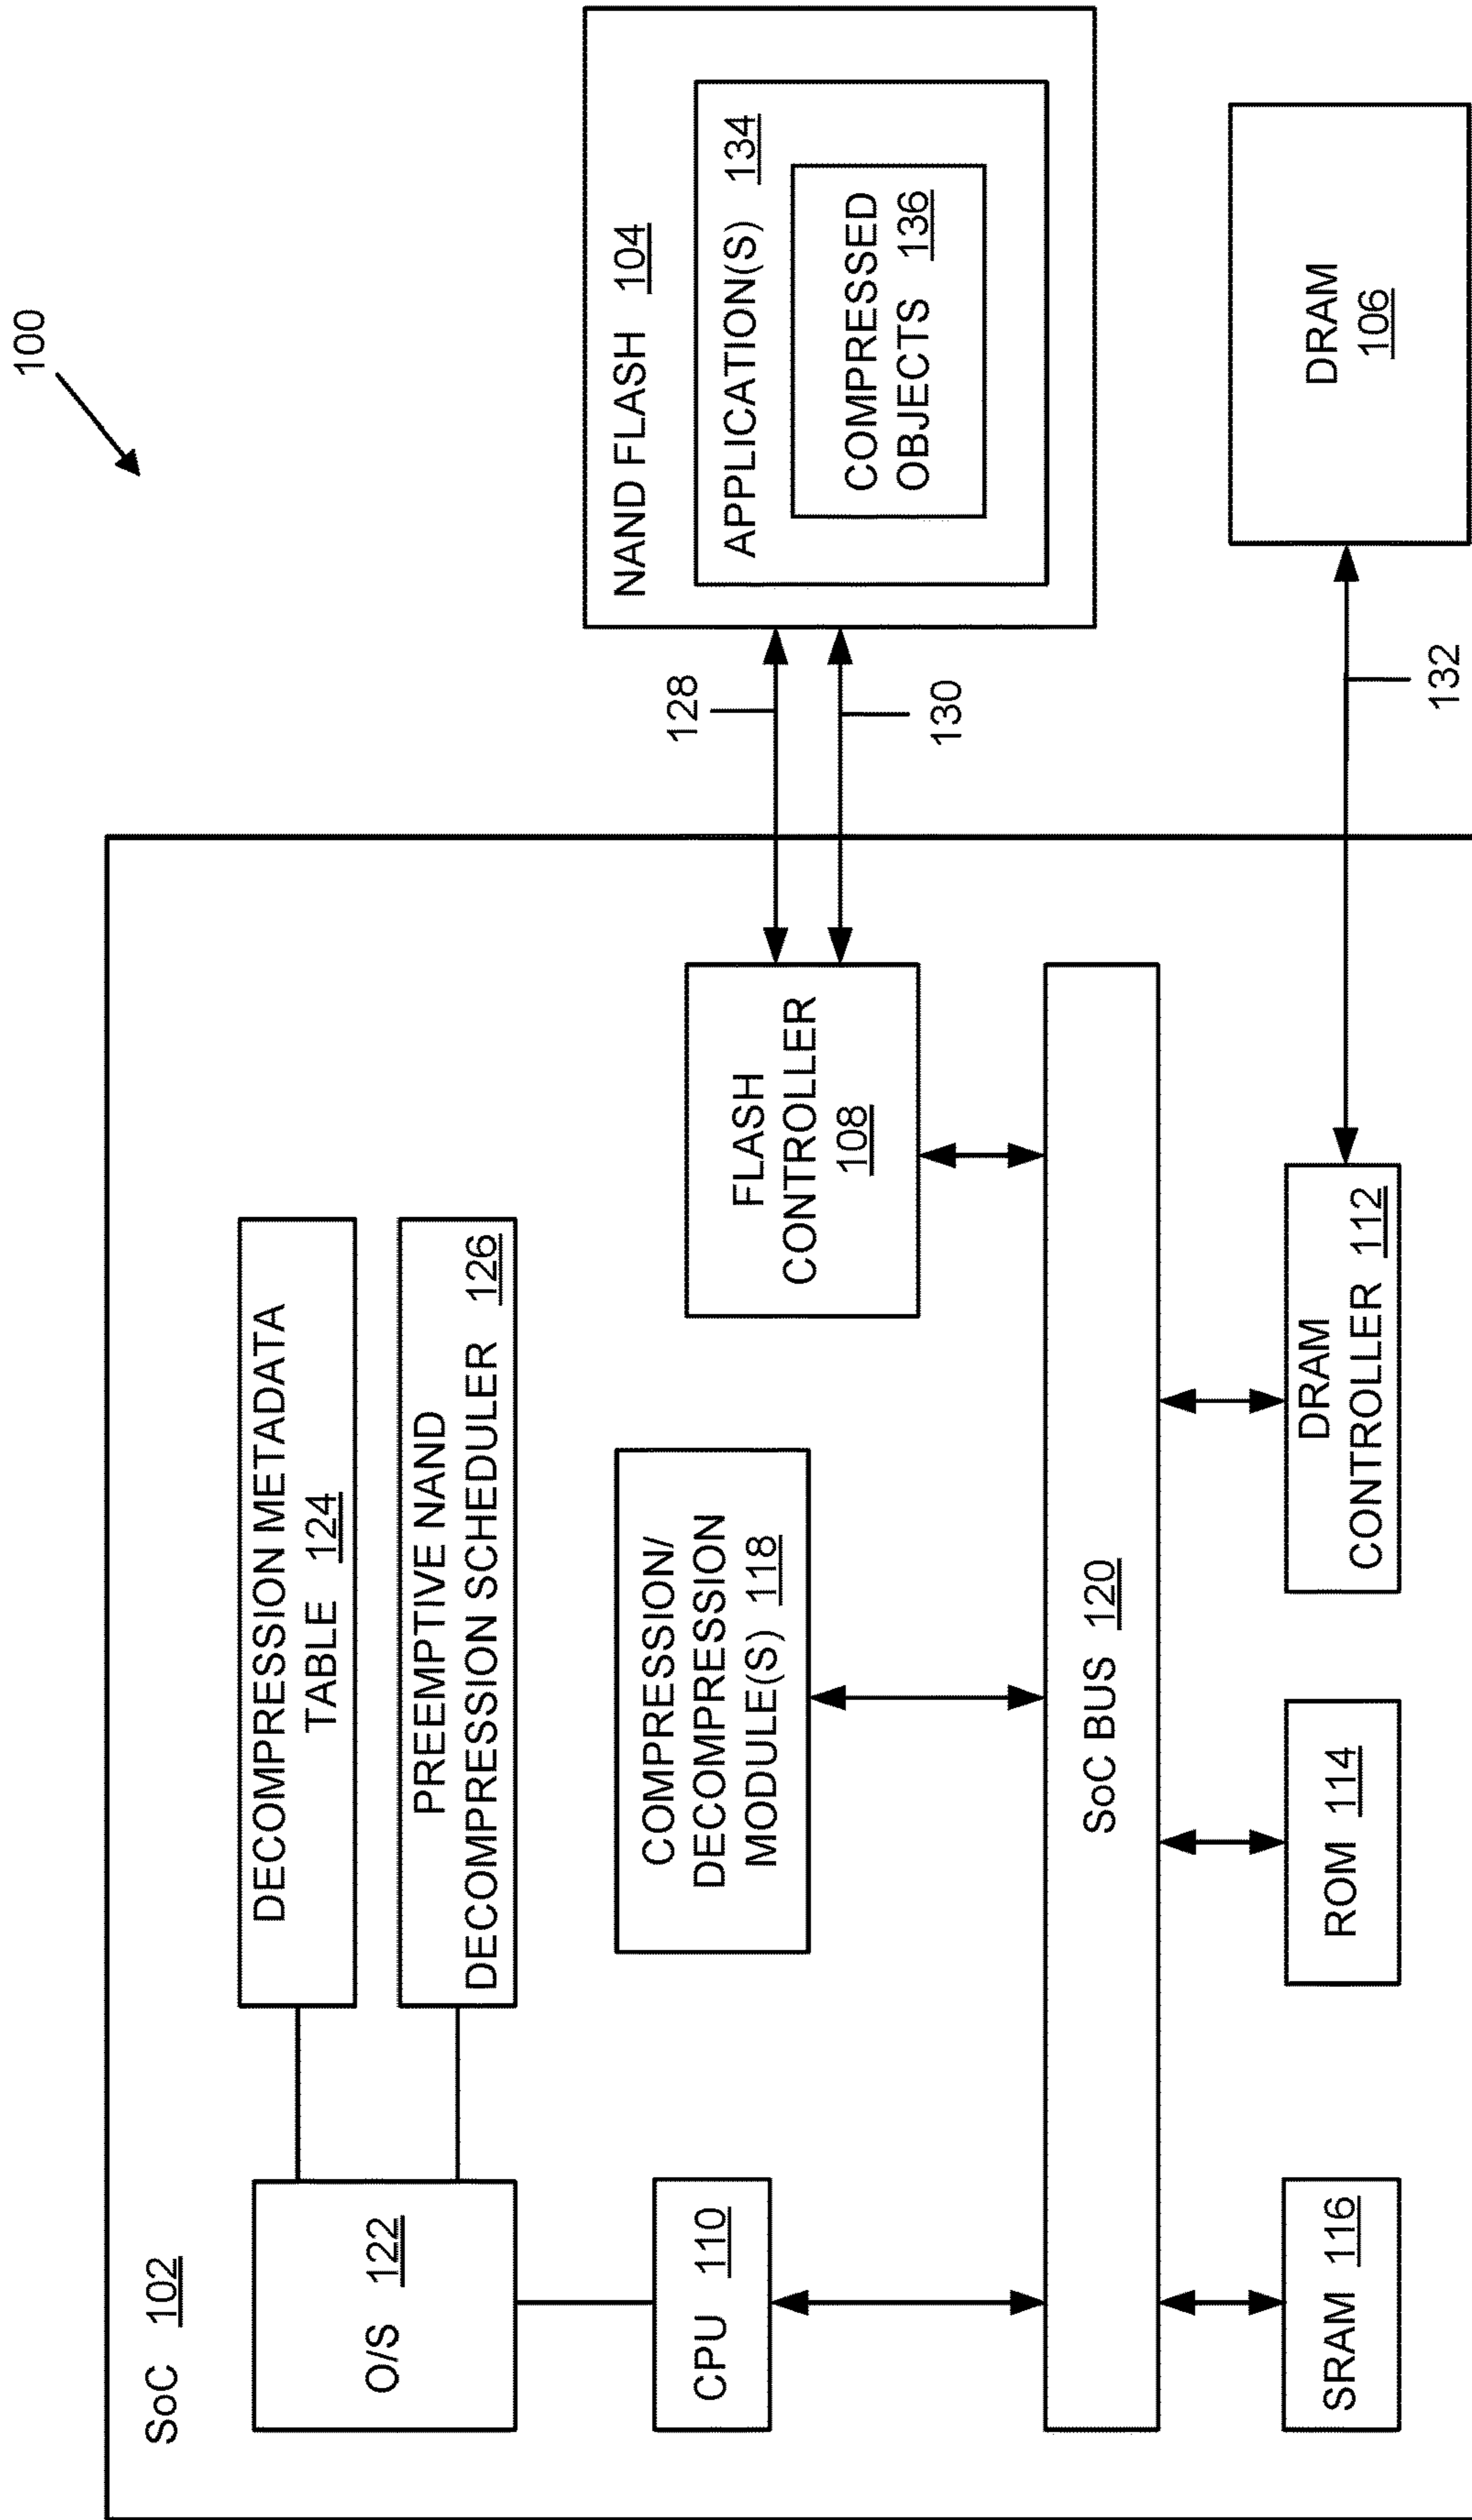 100
SoC 102
O/S 122
DECOMPRESSION METADATA
TABLE 124
PREEMPTIVE NAND
DECOMPRESSION SCHEDULER 126
CPU 110
COMPRESSION/
DECOMPRESSION
MODULE(S) 118
FLASH
CONTROLLER
108
128
130
NAND FLASH 104
APPLICATION(S) 134
COMPRESSED
OBJECTS 136
SoC BUS 120
SRAM 116
ROM 114
DRAM
CONTROLLER 112
132
DRAM
106